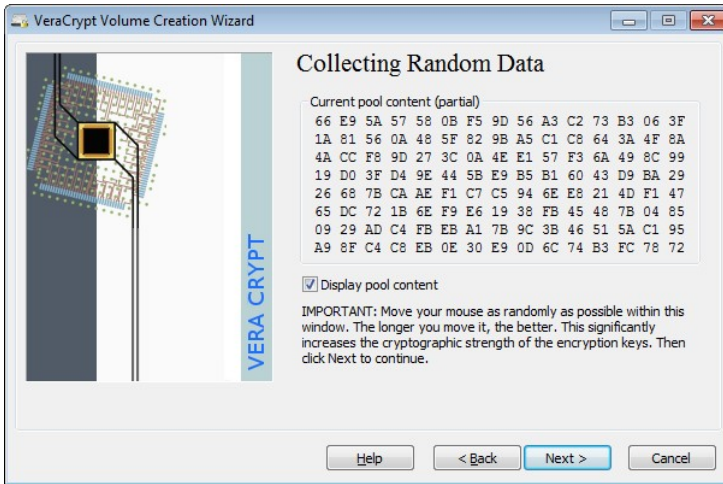 VeraCrypt Volume Creation Wizard
VERA CRYPT
Collecting Random Data
Current pool content (partial)
66 E9 5A 57 58 0B F5 9D 56 A3 C2 73 B3 06 3F
1A 81 56 0A 48 5F 82 9B A5 C1 C8 64 3A 4F 8A
4A CC F8 9D 27 3C 0A 4E E1 57 F3 6A 49 8C 99
19 D0 3F D4 9E 44 5B E9 B5 B1 60 43 D9 BA 29
26 68 7B CA AE F1 C7 C5 94 6E E8 21 4D F1 47
65 DC 72 1B 6E F9 E6 19 38 FB 45 48 7B 04 85
09 29 AD C4 FB EB A1 7B 9C 3B 46 51 5A C1 95
A9 8F C4 C8 EB 0E 30 E9 0D 6C 74 B3 FC 78 72
Display pool content
IMPORTANT: Move your mouse as randomly as possible within this
window. The longer you move it, the better. This significantly
increases the cryptographic strength of the encryption keys. Then
click Next to continue.
Help
< Back
Next >
Cancel